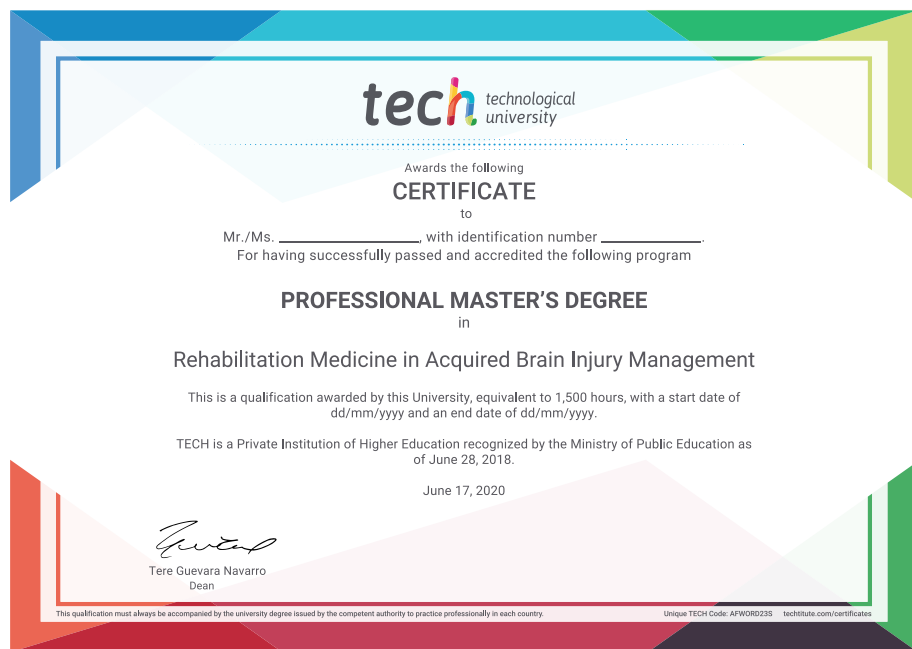 tech technological
university
Awards the following
CERTIFICATE
to
Mr./Ms. ____________________, with identification number ______________.
For having successfully passed and accredited the following program
PROFESSIONAL MASTER'S DEGREE
in
Rehabilitation Medicine in Acquired Brain Injury Management
This is a qualification awarded by this University, equivalent to 1,500 hours, with a start date of
dd/mm/yyyy and an end date of dd/mm/yyyy.
TECH is a Private Institution of Higher Education recognized by the Ministry of Public Education as
of June 28, 2018.
June 17, 2020
Tere Guevara Navarro
Dean
This qualification must always be accompanied by the university degree issued by the competent authority to practice professionally in each country. Unique TECH Code: AFWORD23S techtitute.com/certificates